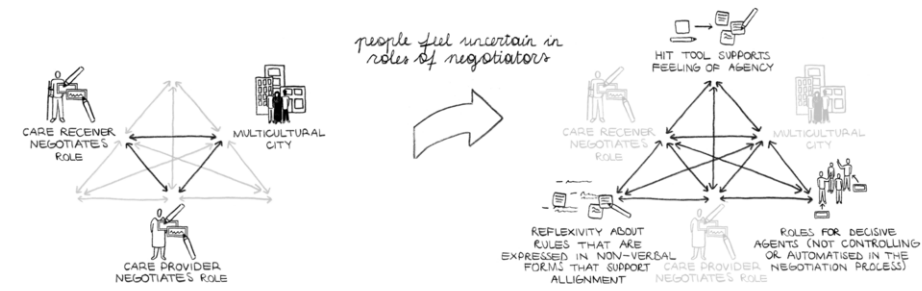 people feel uncertain in
roles of negotiators
CARE RECENER
NEGOTIATES
ROLE
MULTICULTURAL
CITY
CARE PROVIDER
NEGOTIATES ROLE
HIT TOOL SUPPORTS
FEELING OF AGENCY
CARE RECENER
NEGOTIATES
ROLE
MULTICULTURAL
CITY
REFLEXIVITY ABOUT
RULES THAT ARE
EXPRESSED IN NON-VERBAL
FORMS THAT SUPPORT
ALLIGNMENT
CARE PROVIDER
NEGOTIATES ROLE
ROLES FOR DECISIVE
AGENTS (NOT CONTROLLING
OR AUTOMATISED IN THE
NEGOTIATION PROCESS)